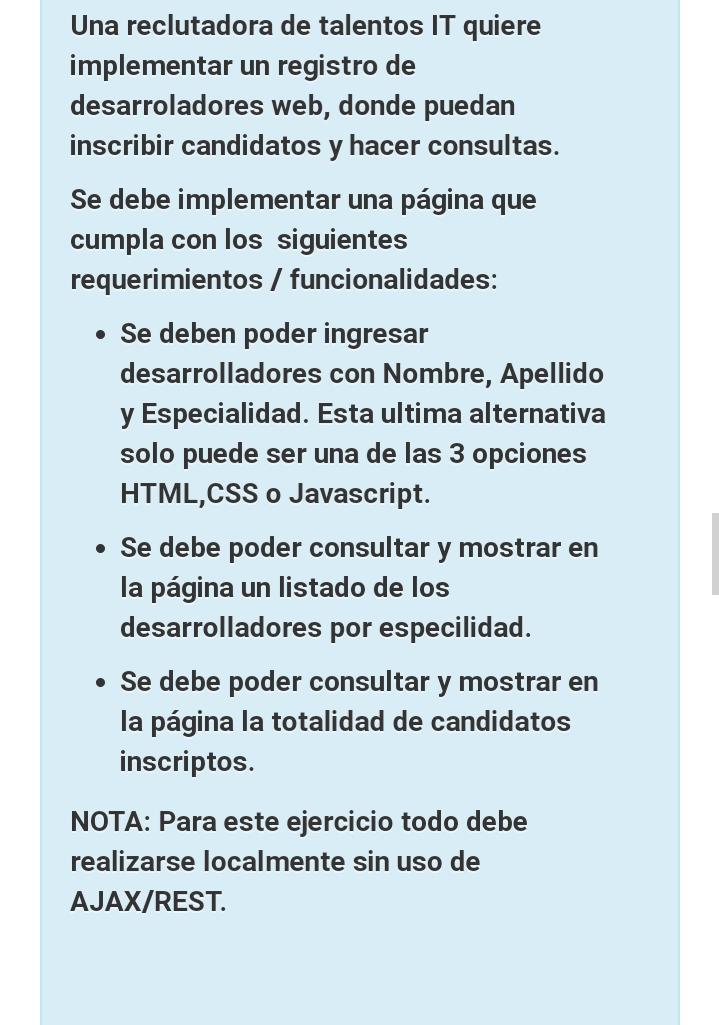 Una reclutadora de talentos IT quiere
implementar un registro de
desarroladores web, donde puedan
inscribir candidatos y hacer consultas.
Se debe implementar una página que
cumpla con los  siguientes
requerimientos / funcionalidades:
• Se deben poder ingresar
desarrolladores con Nombre, Apellido
y Especialidad. Esta ultima alternativa
solo puede ser una de las 3 opciones
HTML,CSS o Javascript.
• Se debe poder consultar y mostrar en
la página un listado de los
desarrolladores por especilidad.
• Se debe poder consultar y mostrar en
la página la totalidad de candidatos
inscriptos.
NOTA: Para este ejercicio todo debe
realizarse localmente sin uso de
AJAX/REST.